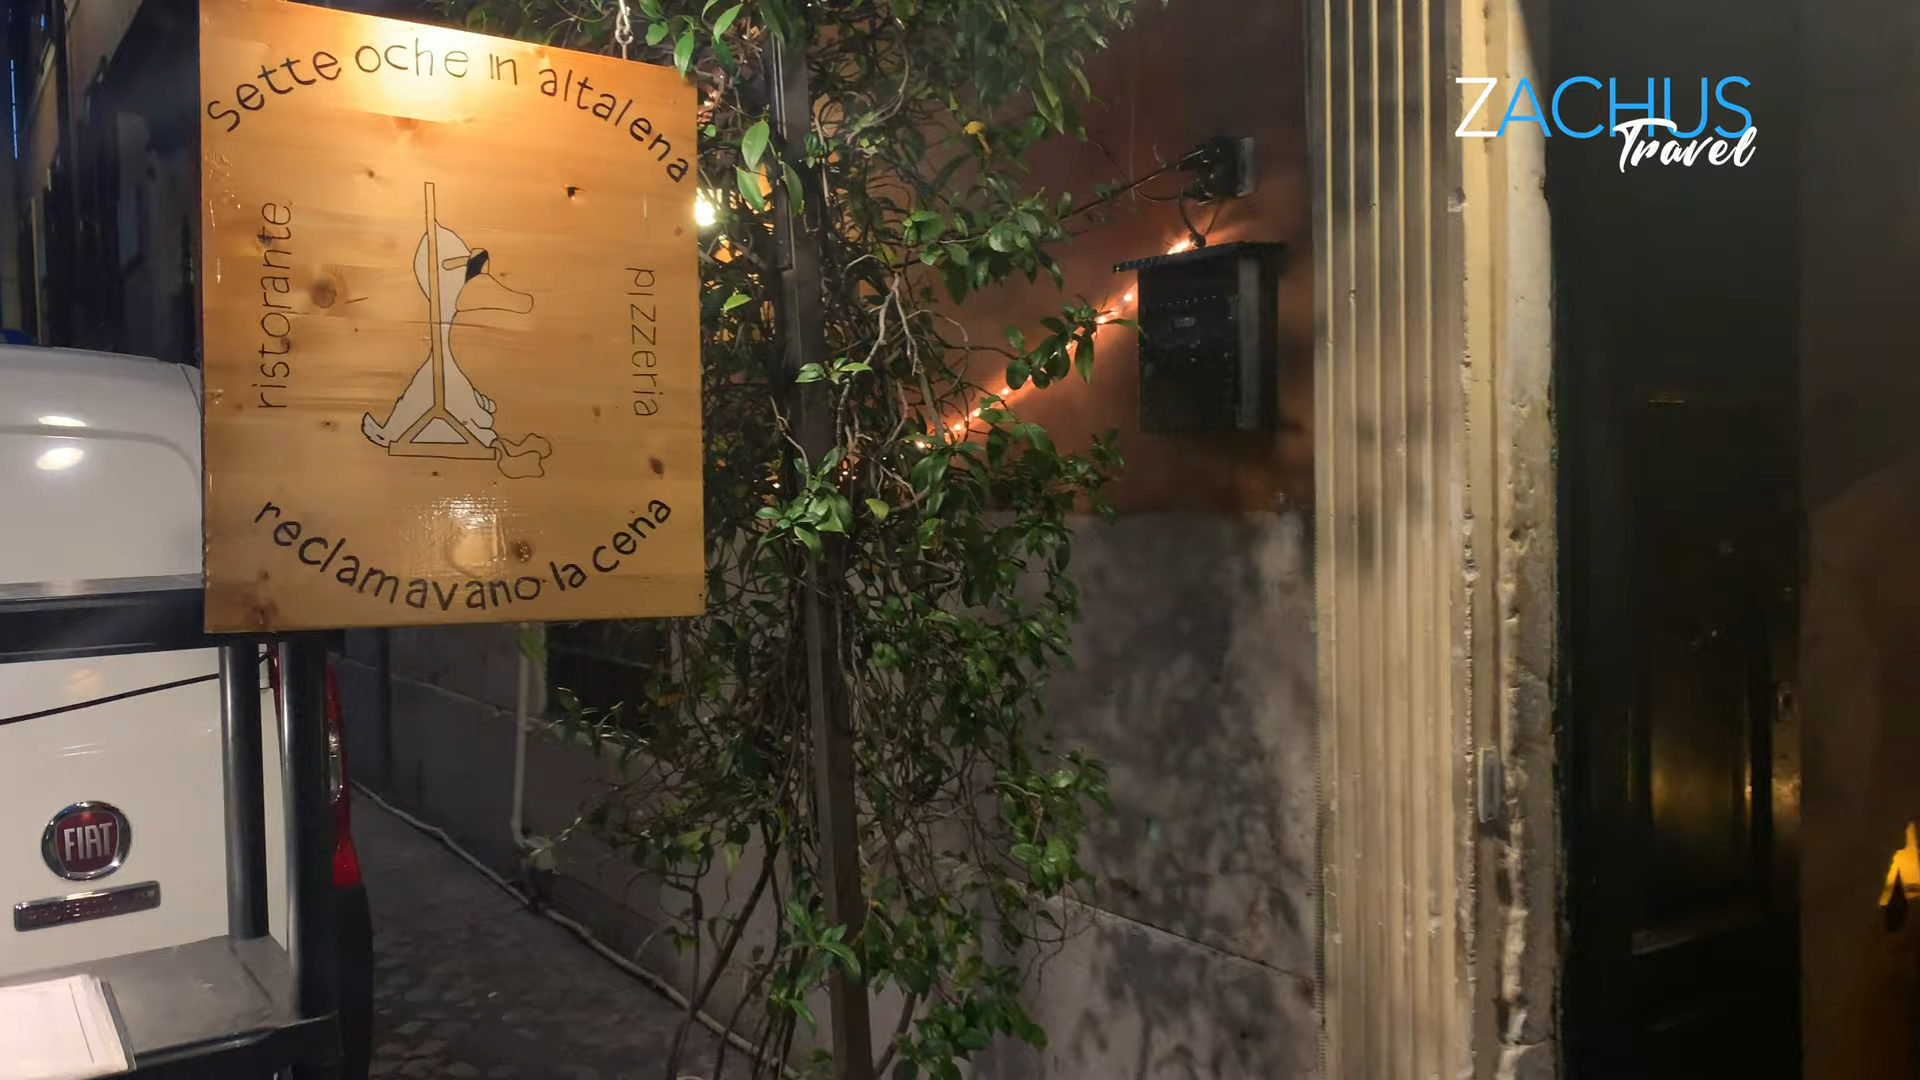 Sette oche in altalena
ristorante
pizzeria
reclamavano la cena
ZACHUS
Travel
FIAT